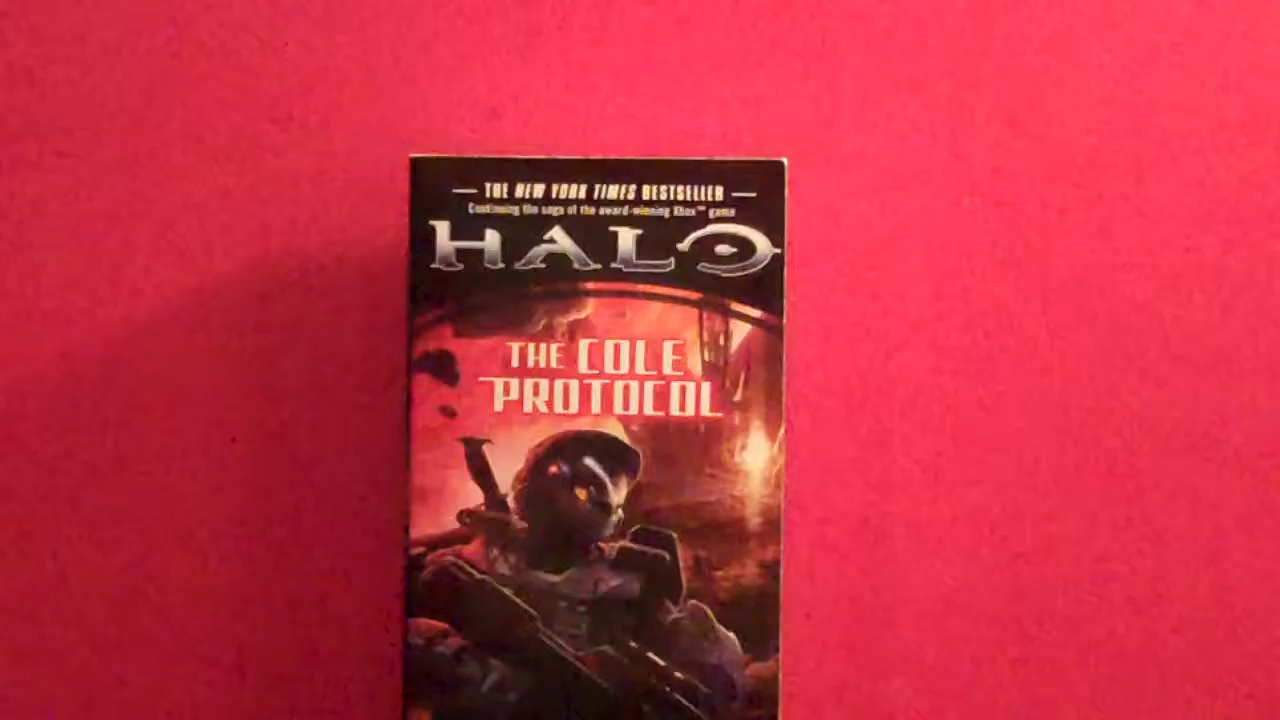 — THE NEW YORK TIMES BESTSELLER —
Continuing the saga of the award-winning Xbox™ game
HALO
THE COLE
PROTOCOL